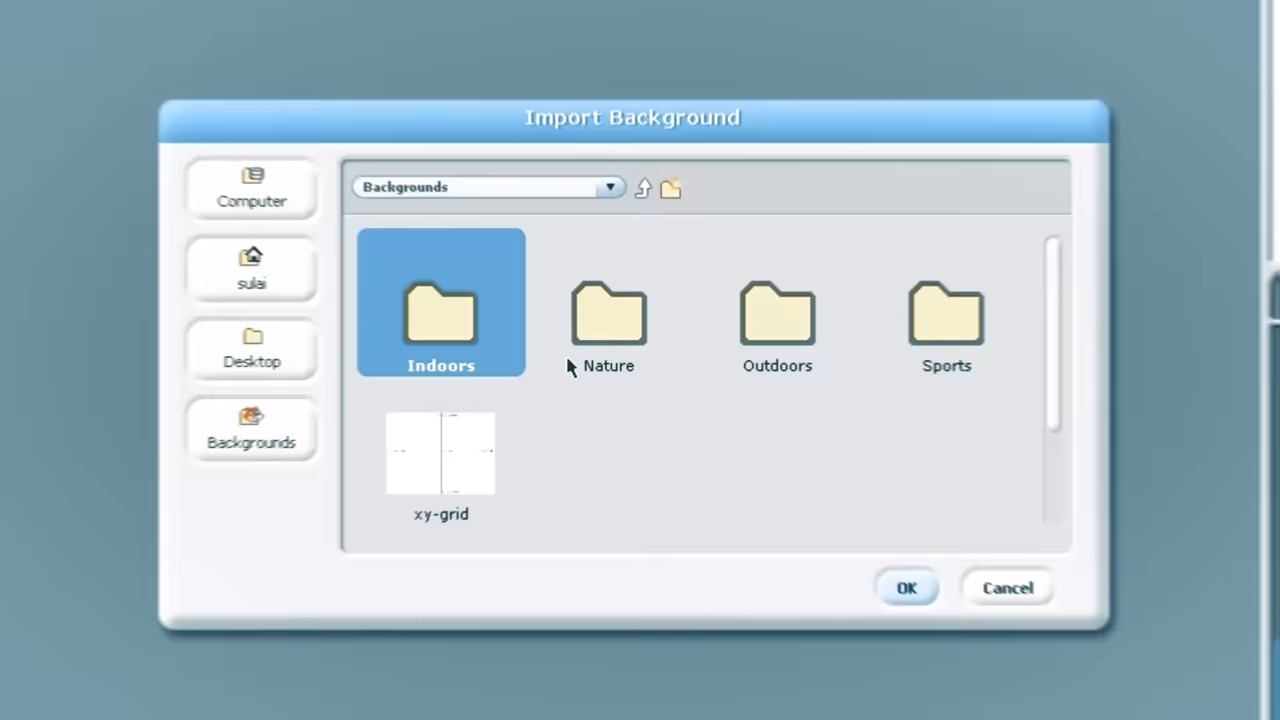 Import Background
Computer
sulai
Desktop
Backgrounds
Backgrounds
Indoors
Nature
Outdoors
Sports
xy-grid
OK
Cancel